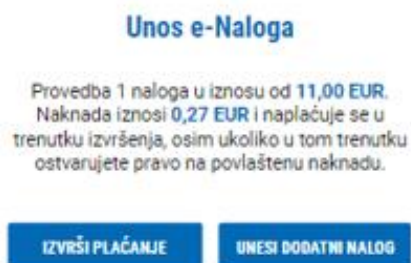 Unos e-Naloga
Provedba 1 naloga u iznosu od 11,00 EUR.
Naknada iznosi 0,27 EUR i naplaćuje se u
trenutku izvršenja, osim ukoliko u tom trenutku
ostvarujete pravo na povlaštenu naknadu.
IZVRŠI PLAĆANJE
UNESI DODATNI NALOG